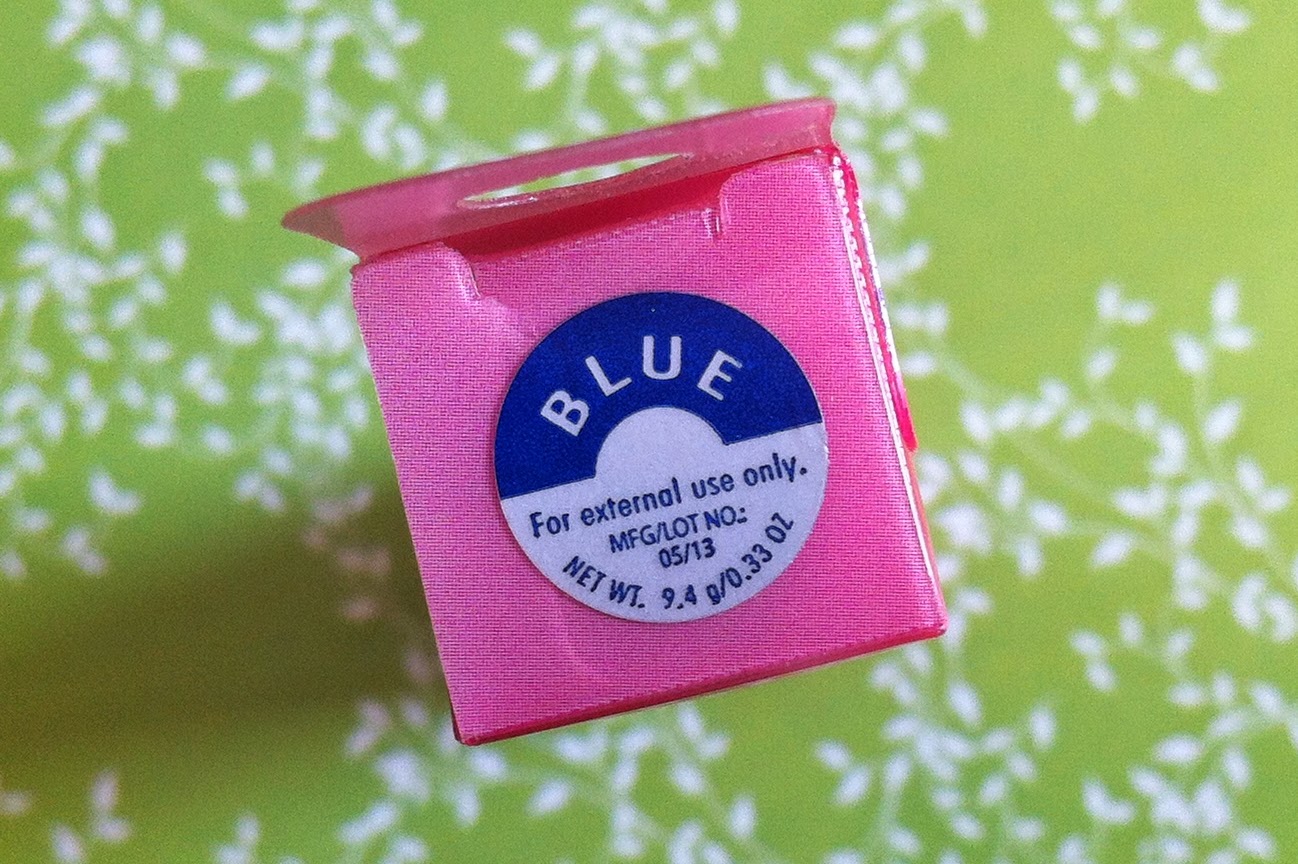 BLUE
For external use only.
MFG/LOT NO.:
05/13
NET WT. 9.4 g/0.33 OZ